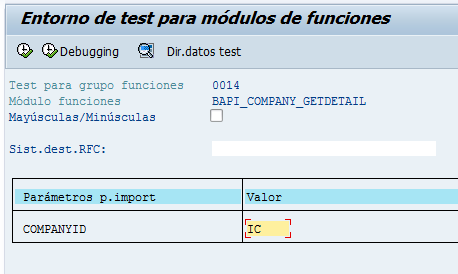 Entorno de test para módulos de funciones
Debugging Dir.datos test
Test para grupo funciones 0014
Módulo funciones BAPI_COMPANY_GETDETAIL
Mayúsculas/Minúsculas
Sist.dest.RFC:
Parámetros p.import Valor
COMPANYID IC